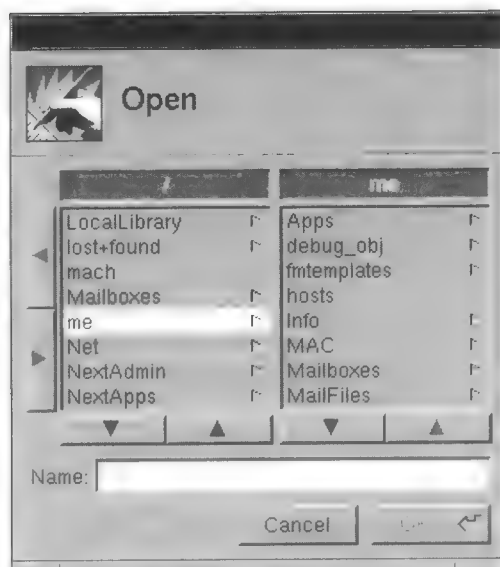 Open
/
me
LocalLibrary
lost+found
mach
Mailboxes
me
Net
NextAdmin
NextApps
Apps
debug_obj
fmtemplates
hosts
Info
MAC
Mailboxes
MailFiles
Name:
Cancel